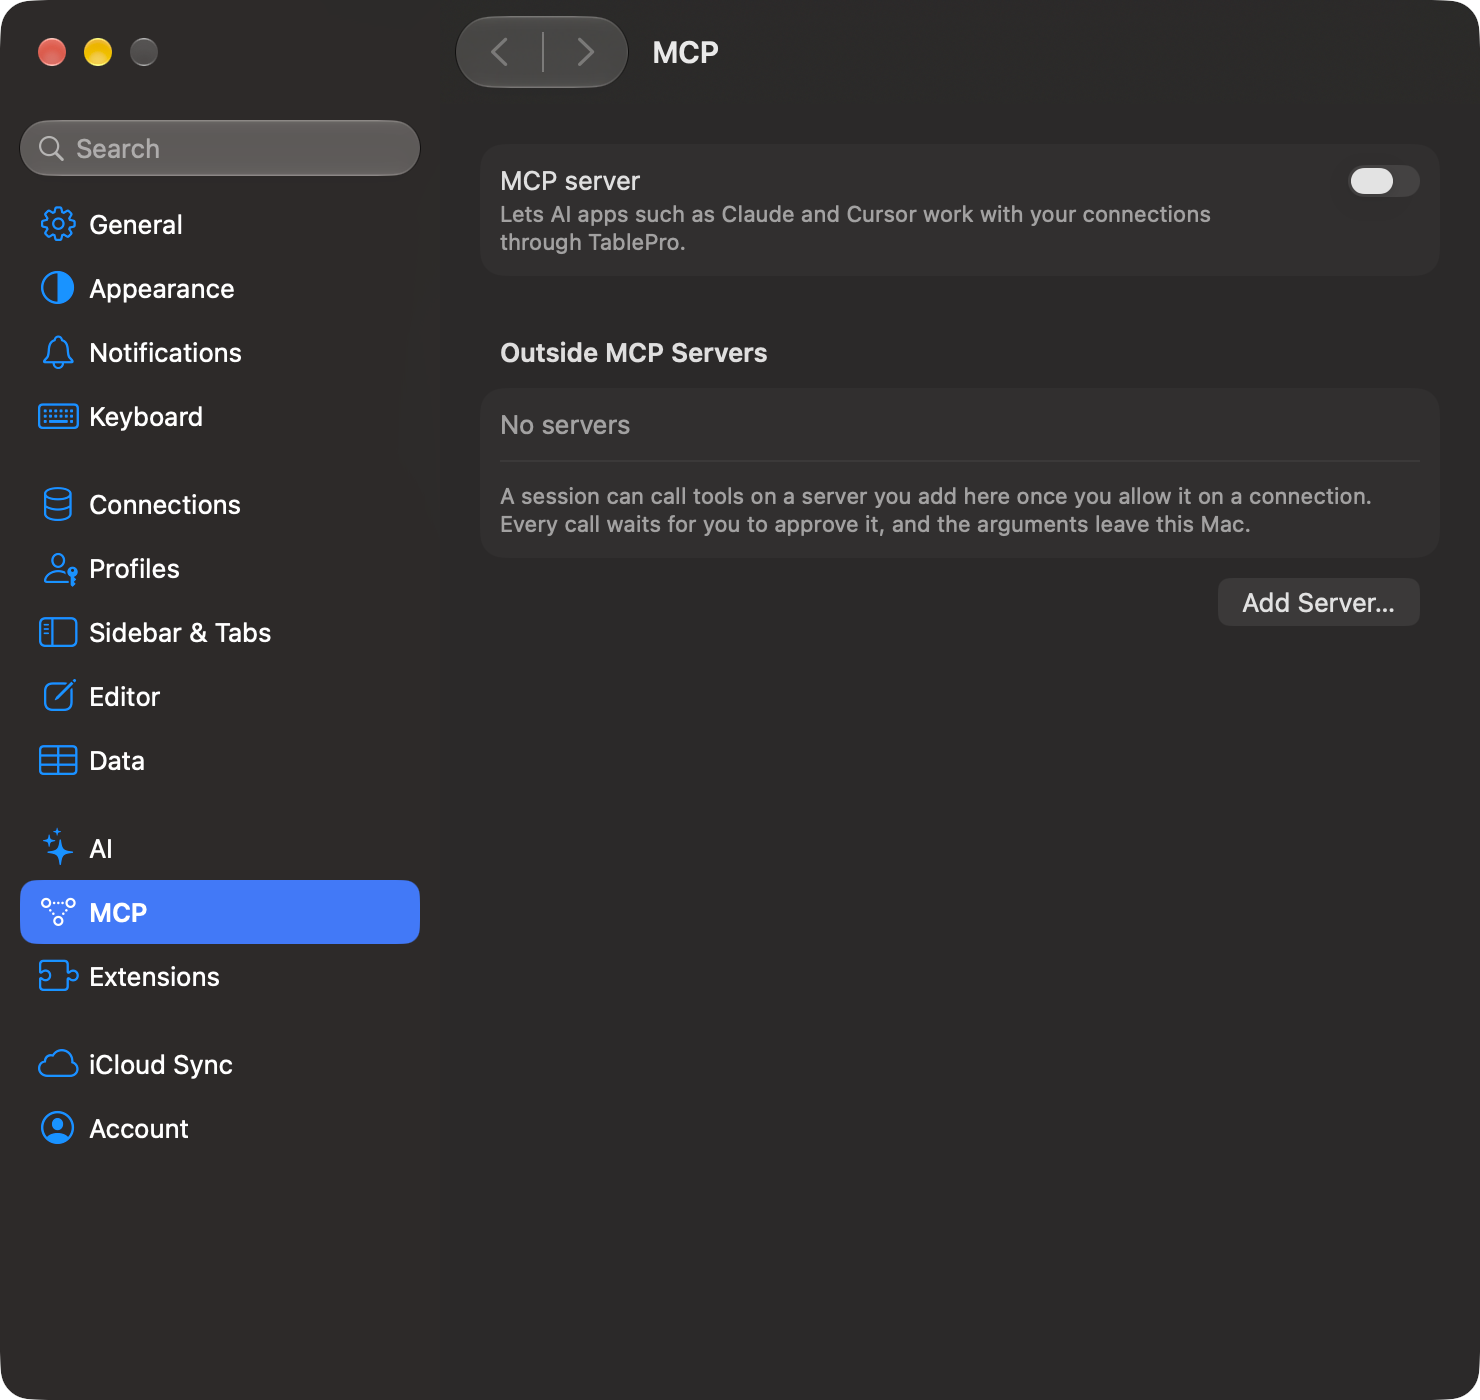 MCP
Search
General
Appearance
Notifications
Keyboard
Connections
Profiles
Sidebar & Tabs
Editor
Data
AI
MCP
Extensions
iCloud Sync
Account
MCP server
Lets AI apps such as Claude and Cursor work with your connections
through TablePro.
Outside MCP Servers
No servers
A session can call tools on a server you add here once you allow it on a connection.
Every call waits for you to approve it, and the arguments leave this Mac.
Add Server...